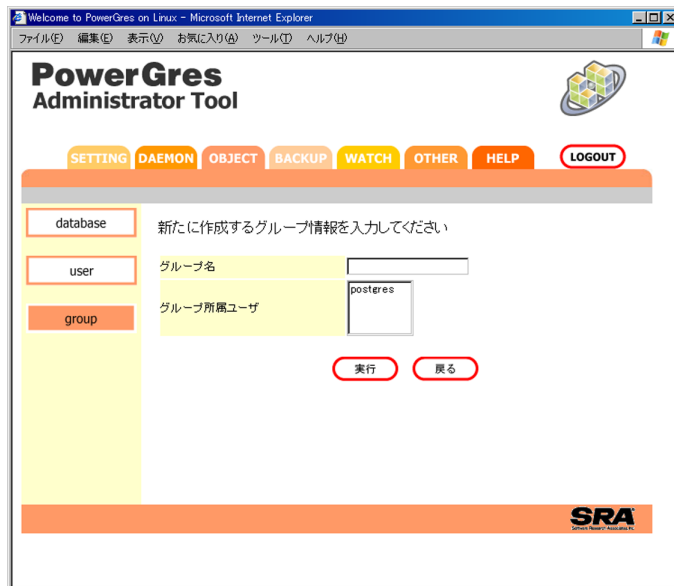 Welcome to PowerGres on Linux - Microsoft Internet Explorer
ファイル(F) 編集(E) 表示(V) お気に入り(A) ツール(T) ヘルプ(H)
PowerGres
Administrator Tool
SETTING DAEMON OBJECT BACKUP WATCH OTHER HELP LOGOUT
database
新たに作成するグループ情報を入力してください
user
グループ名
postgres
グループ所属ユーザ
group
実行 戻る
SRA
Software Research Associates, Inc.